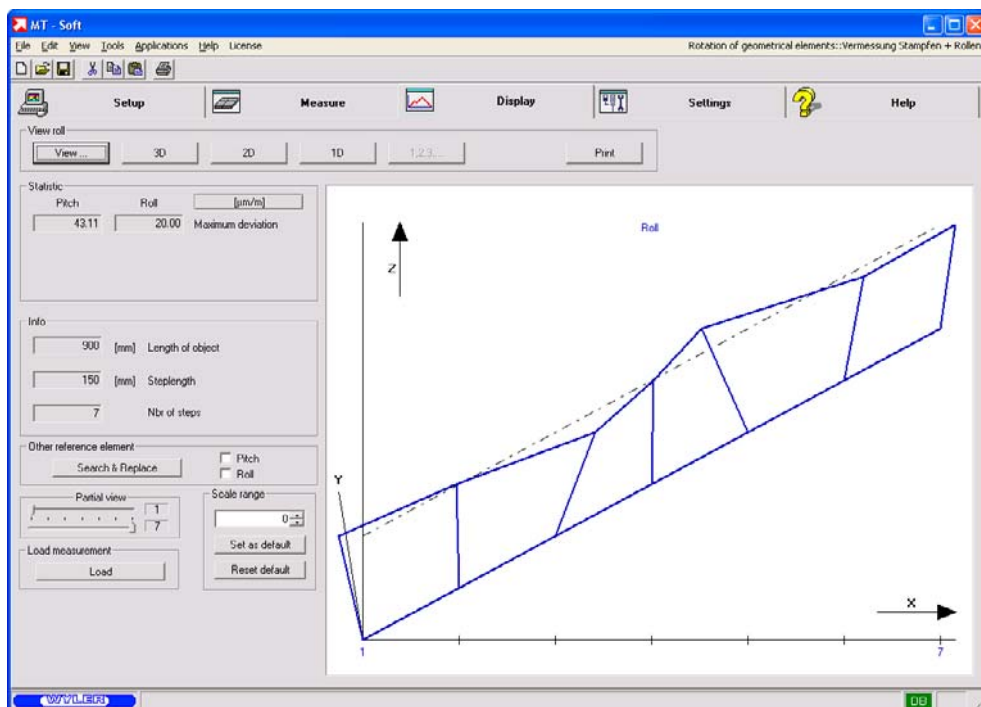 MT - Soft
File Edit View Tools Applications Help License
Rotation of geometrical elements::Vermessung Stampfen + Rollen
Setup Measure Display Settings Help
View roll
View ... 3D 2D 1D 1,2,3,... Print
Statistic
Pitch Roll [µm/m]
43.11 20.00 Maximum deviation
Info
900 [mm] Length of object
150 [mm] Steplength
7 Nbr of steps
Other reference element
Search & Replace
Pitch
Roll
Partial view
1
7
Scale range
0
Set as default
Reset default
Load measurement
Load
Roll
Z
Y
X
1 7
WYLER
DB